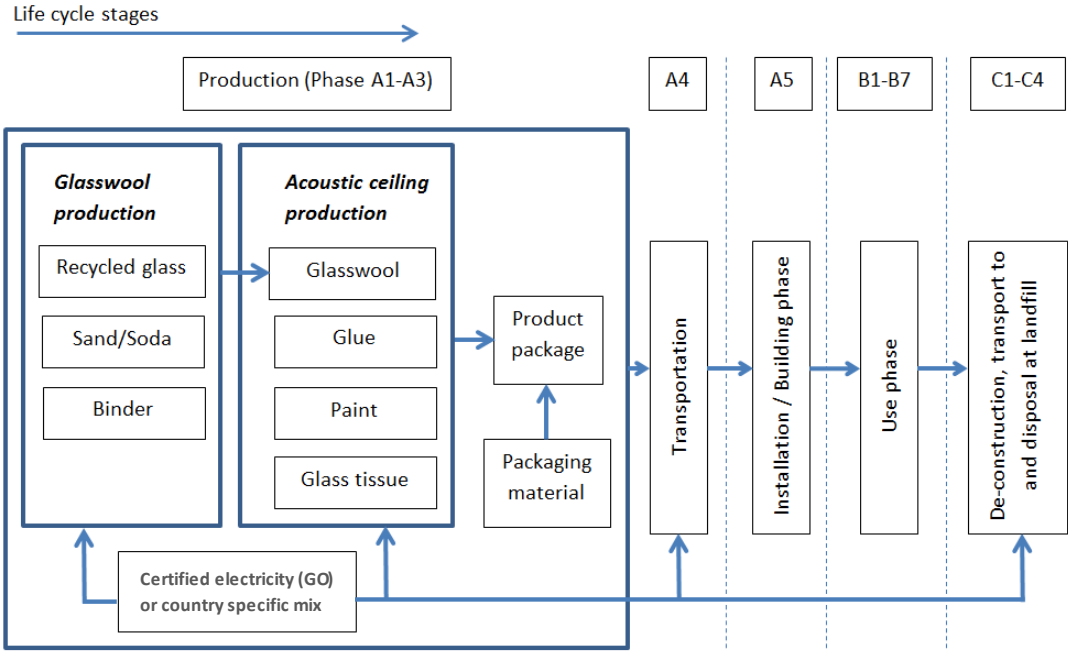 Life cycle stages
Production (Phase A1-A3)
A4
A5
B1-B7
C1-C4
Glasswool
production
Recycled glass
Sand/Soda
Binder
Acoustic ceiling
production
Glasswool
Glue
Paint
Glass tissue
Product
package
Packaging
material
Certified electricity (GO)
or country specific mix
Transportation
Installation / Building phase
Use phase
De-construction, transport to
and disposal at landfill